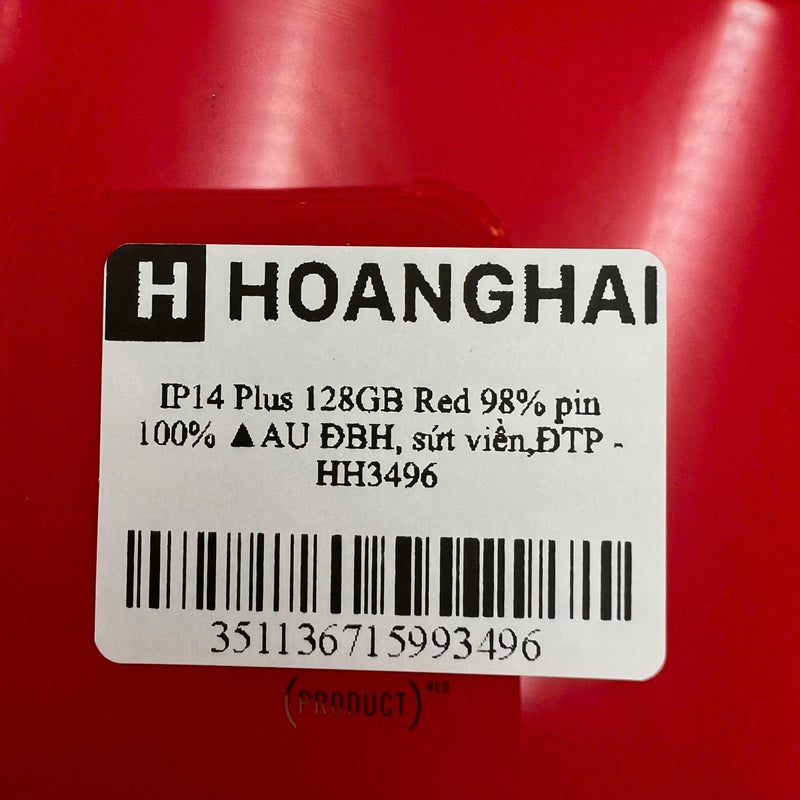 H HOANGHAI
IP14 Plus 128GB Red 98% pin
100% ▲AU ĐBH, sứt viền,ĐTP -
HH3496
351136715993496
(PRODUCT)RED